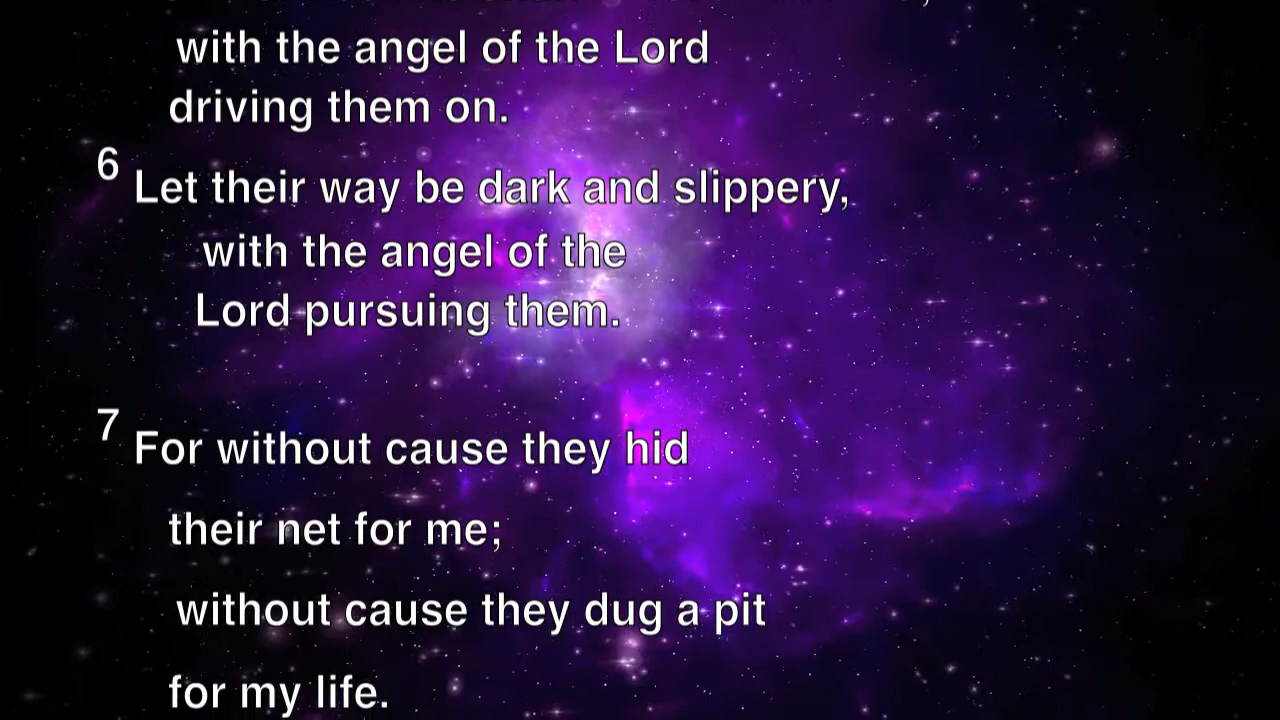 with the angel of the Lord
driving them on.
6 Let their way be dark and slippery,
with the angel of the
Lord pursuing them.
7 For without cause they hid
their net for me;
without cause they dug a pit
for my life.